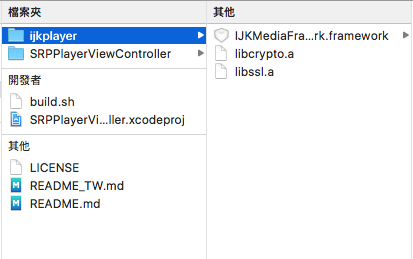 檔案夾
ijkplayer
SRPPlayerViewController
開發者
build.sh
SRPPlayerVi...ller.xcodeproj
其他
LICENSE
README_TW.md
README.md
其他
IJKMediaFra...rk.framework
libcrypto.a
libssl.a